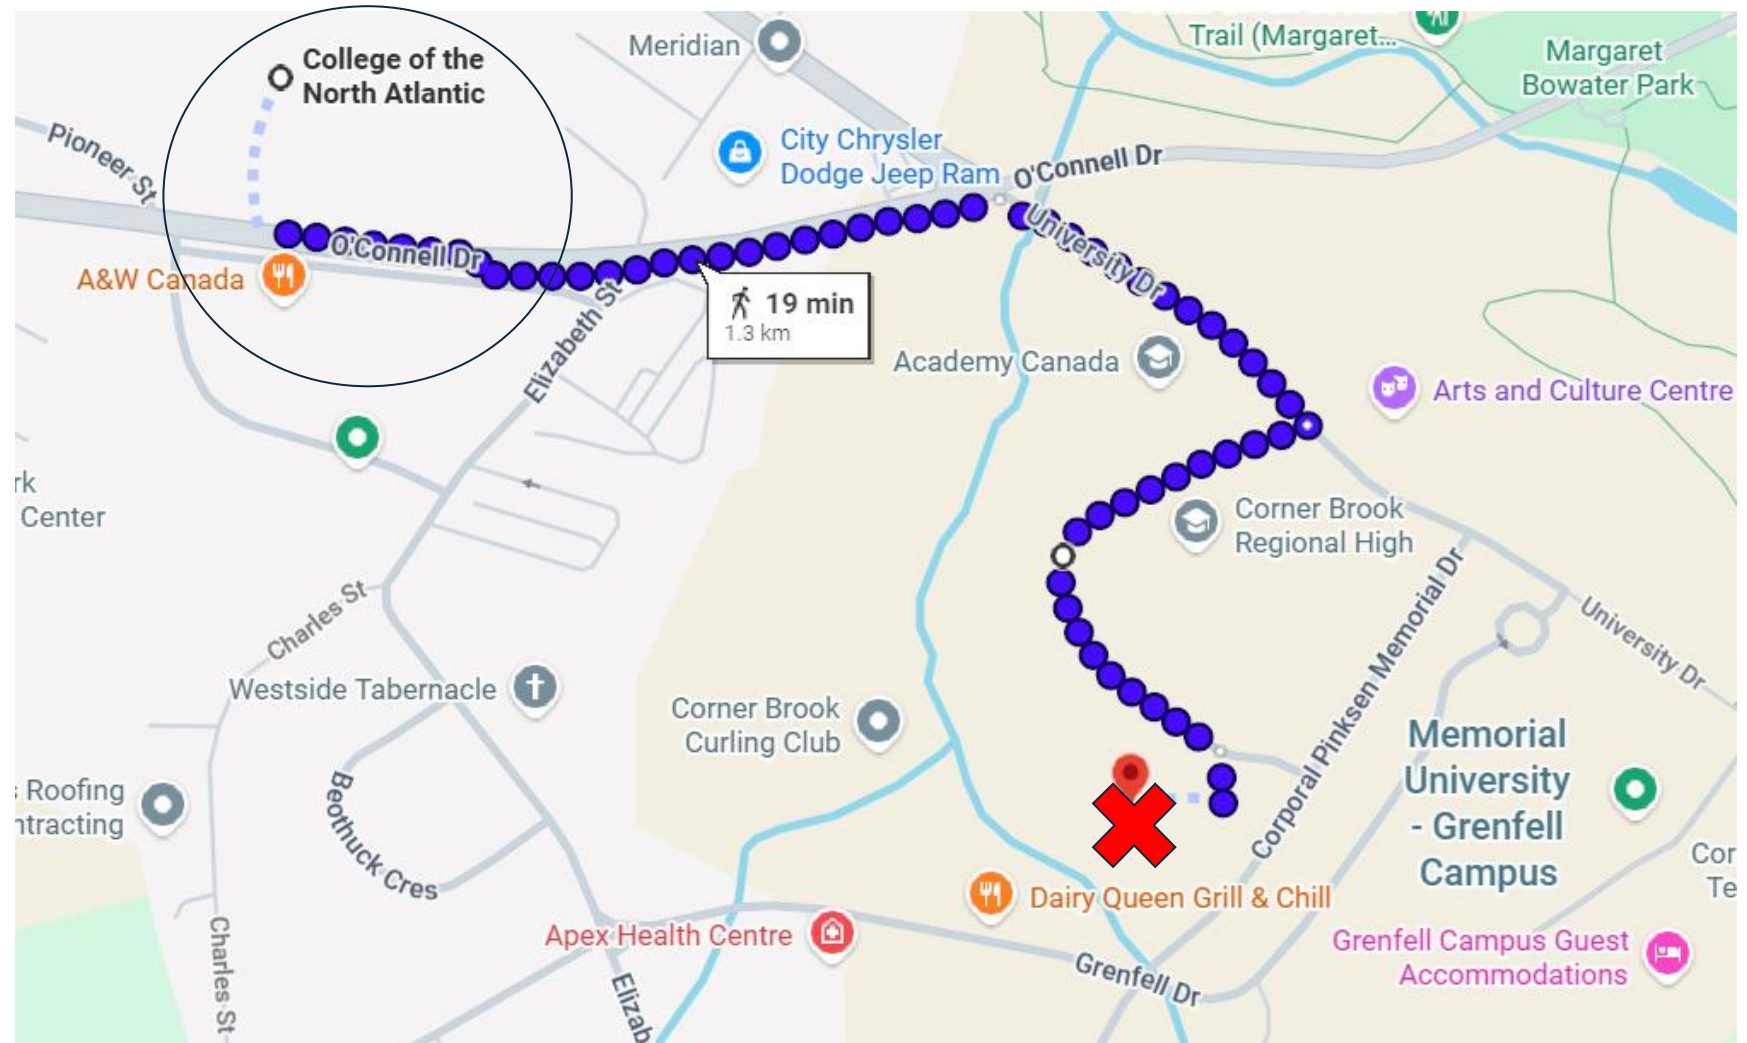 Trail (Margaret...
Meridian
College of the
North Atlantic
Margaret
Bowater Park
Pioneer St
City Chrysler
Dodge Jeep Ram
O'Connell Dr
O'Connell Dr
University Dr
A&W Canada
19 min
1.3 km
Elizabeth St
Academy Canada
Arts and Culture Centre
rk
Center
Corner Brook
Regional High
Charles St
Westside Tabernacle
Corner Brook
Curling Club
Corporal Pinksen Memorial Dr
University Dr
Memorial
University
- Grenfell
Campus
s Roofing
ntracting
Beothuck Cres
Cor
Te
Dairy Queen Grill & Chill
Apex Health Centre
Grenfell Campus Guest
Accommodations
Grenfell Dr
Charles St
Elizab